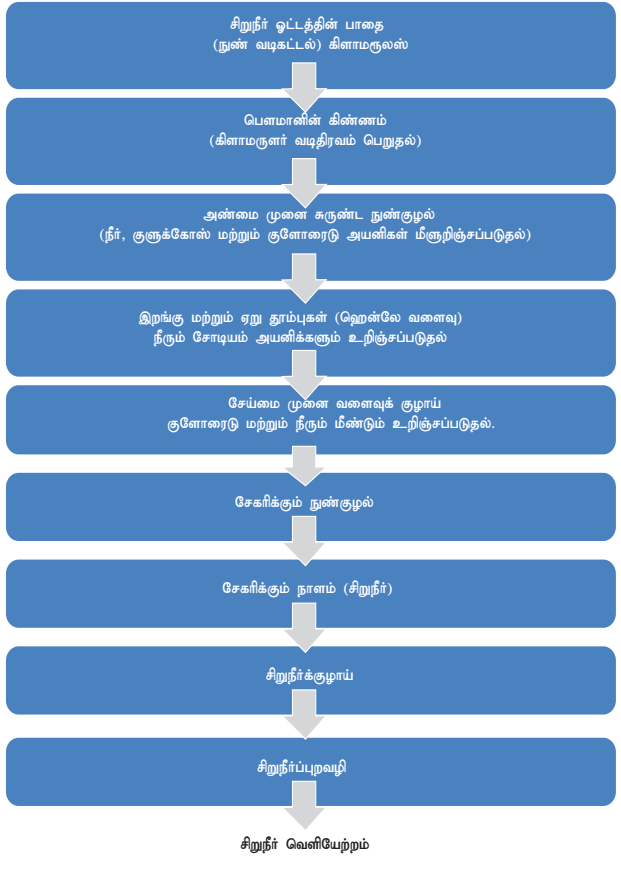 சிறுநீர் ஓட்டத்தின் பாதை
(நுண் வடிகட்டல்) கிளாமரூலஸ்
பௌமானின் கிண்ணம்
(கிளாமருளர் வடிதிரவம் பெறுதல்)
அண்மை முனை சுருண்ட நுண்குழல்
(நீர், குளுக்கோஸ் மற்றும் குளோரைடு அயனிகள் மீளுறிஞ்சப்படுதல்)
இறங்கு மற்றும் ஏறு தூம்புகள் (ஹென்லே வளைவு)
நீரும் சோடியம் அயனிக்களும் உறிஞ்சப்படுதல்
சேய்மை முனை வளைவுக் குழாய்
குளோரைடு மற்றும் நீரும் மீண்டும் உறிஞ்சப்படுதல்.
சேகரிக்கும் நுண்குழல்
சேகரிக்கும் நாளம் (சிறுநீர்)
சிறுநீர்க்குழாய்
சிறுநீர்ப்புறவழி
சிறுநீர் வெளியேற்றம்